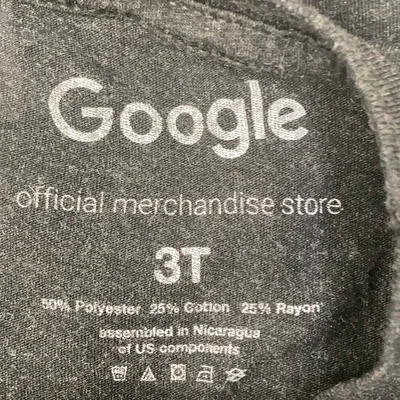 Google
official merchandise store
3T
50% Polyester 25% Cotton 25% Rayon
assembled in Nicaragua
of US components